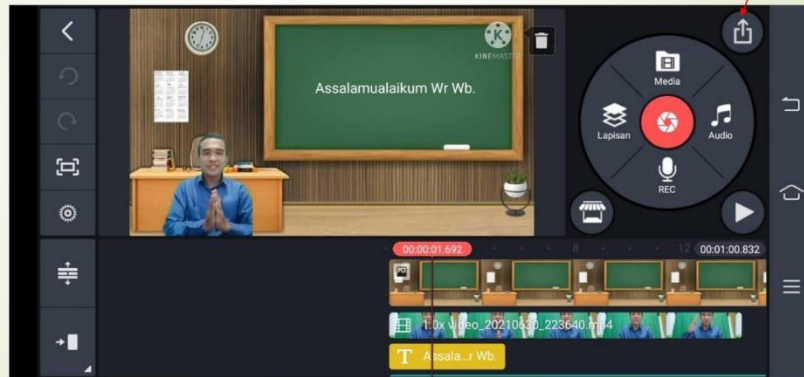 KINEMASTER
Assalamualaikum Wr Wb.
Media
Lapisan
Audio
REC
00:00:01.692
8
12
00:01:00.832
1.0x video_20210630_223640.mp4
T Assala...r Wb.